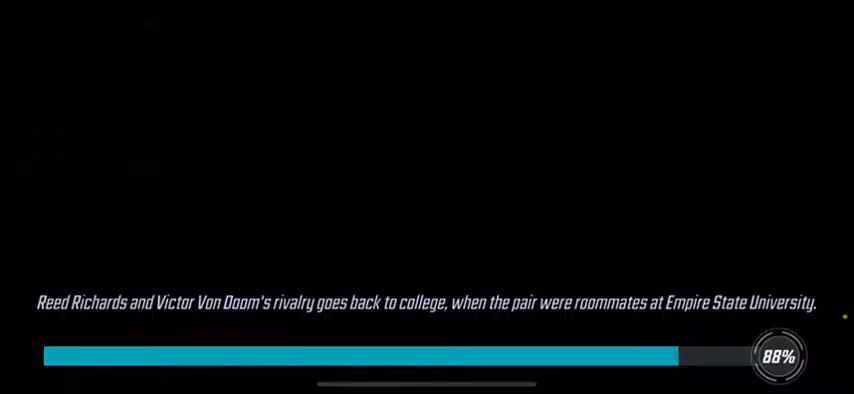 Reed Richards and Victor Von Doom's rivalry goes back to college, when the pair were roommates at Empire State University.
88%